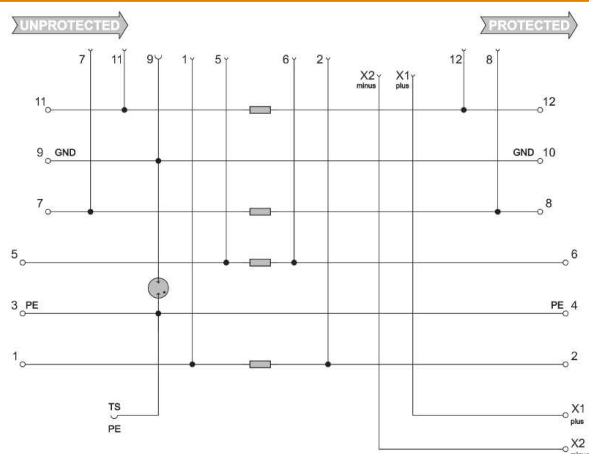 UNPROTECTED
PROTECTED
7 11 9 1 5 6 2 X2 X1 12 8
minus plus
11 12
9 GND GND 10
7 8
5 6
3 PE PE 4
1 2
TS
PE
X1
plus
X2
minus